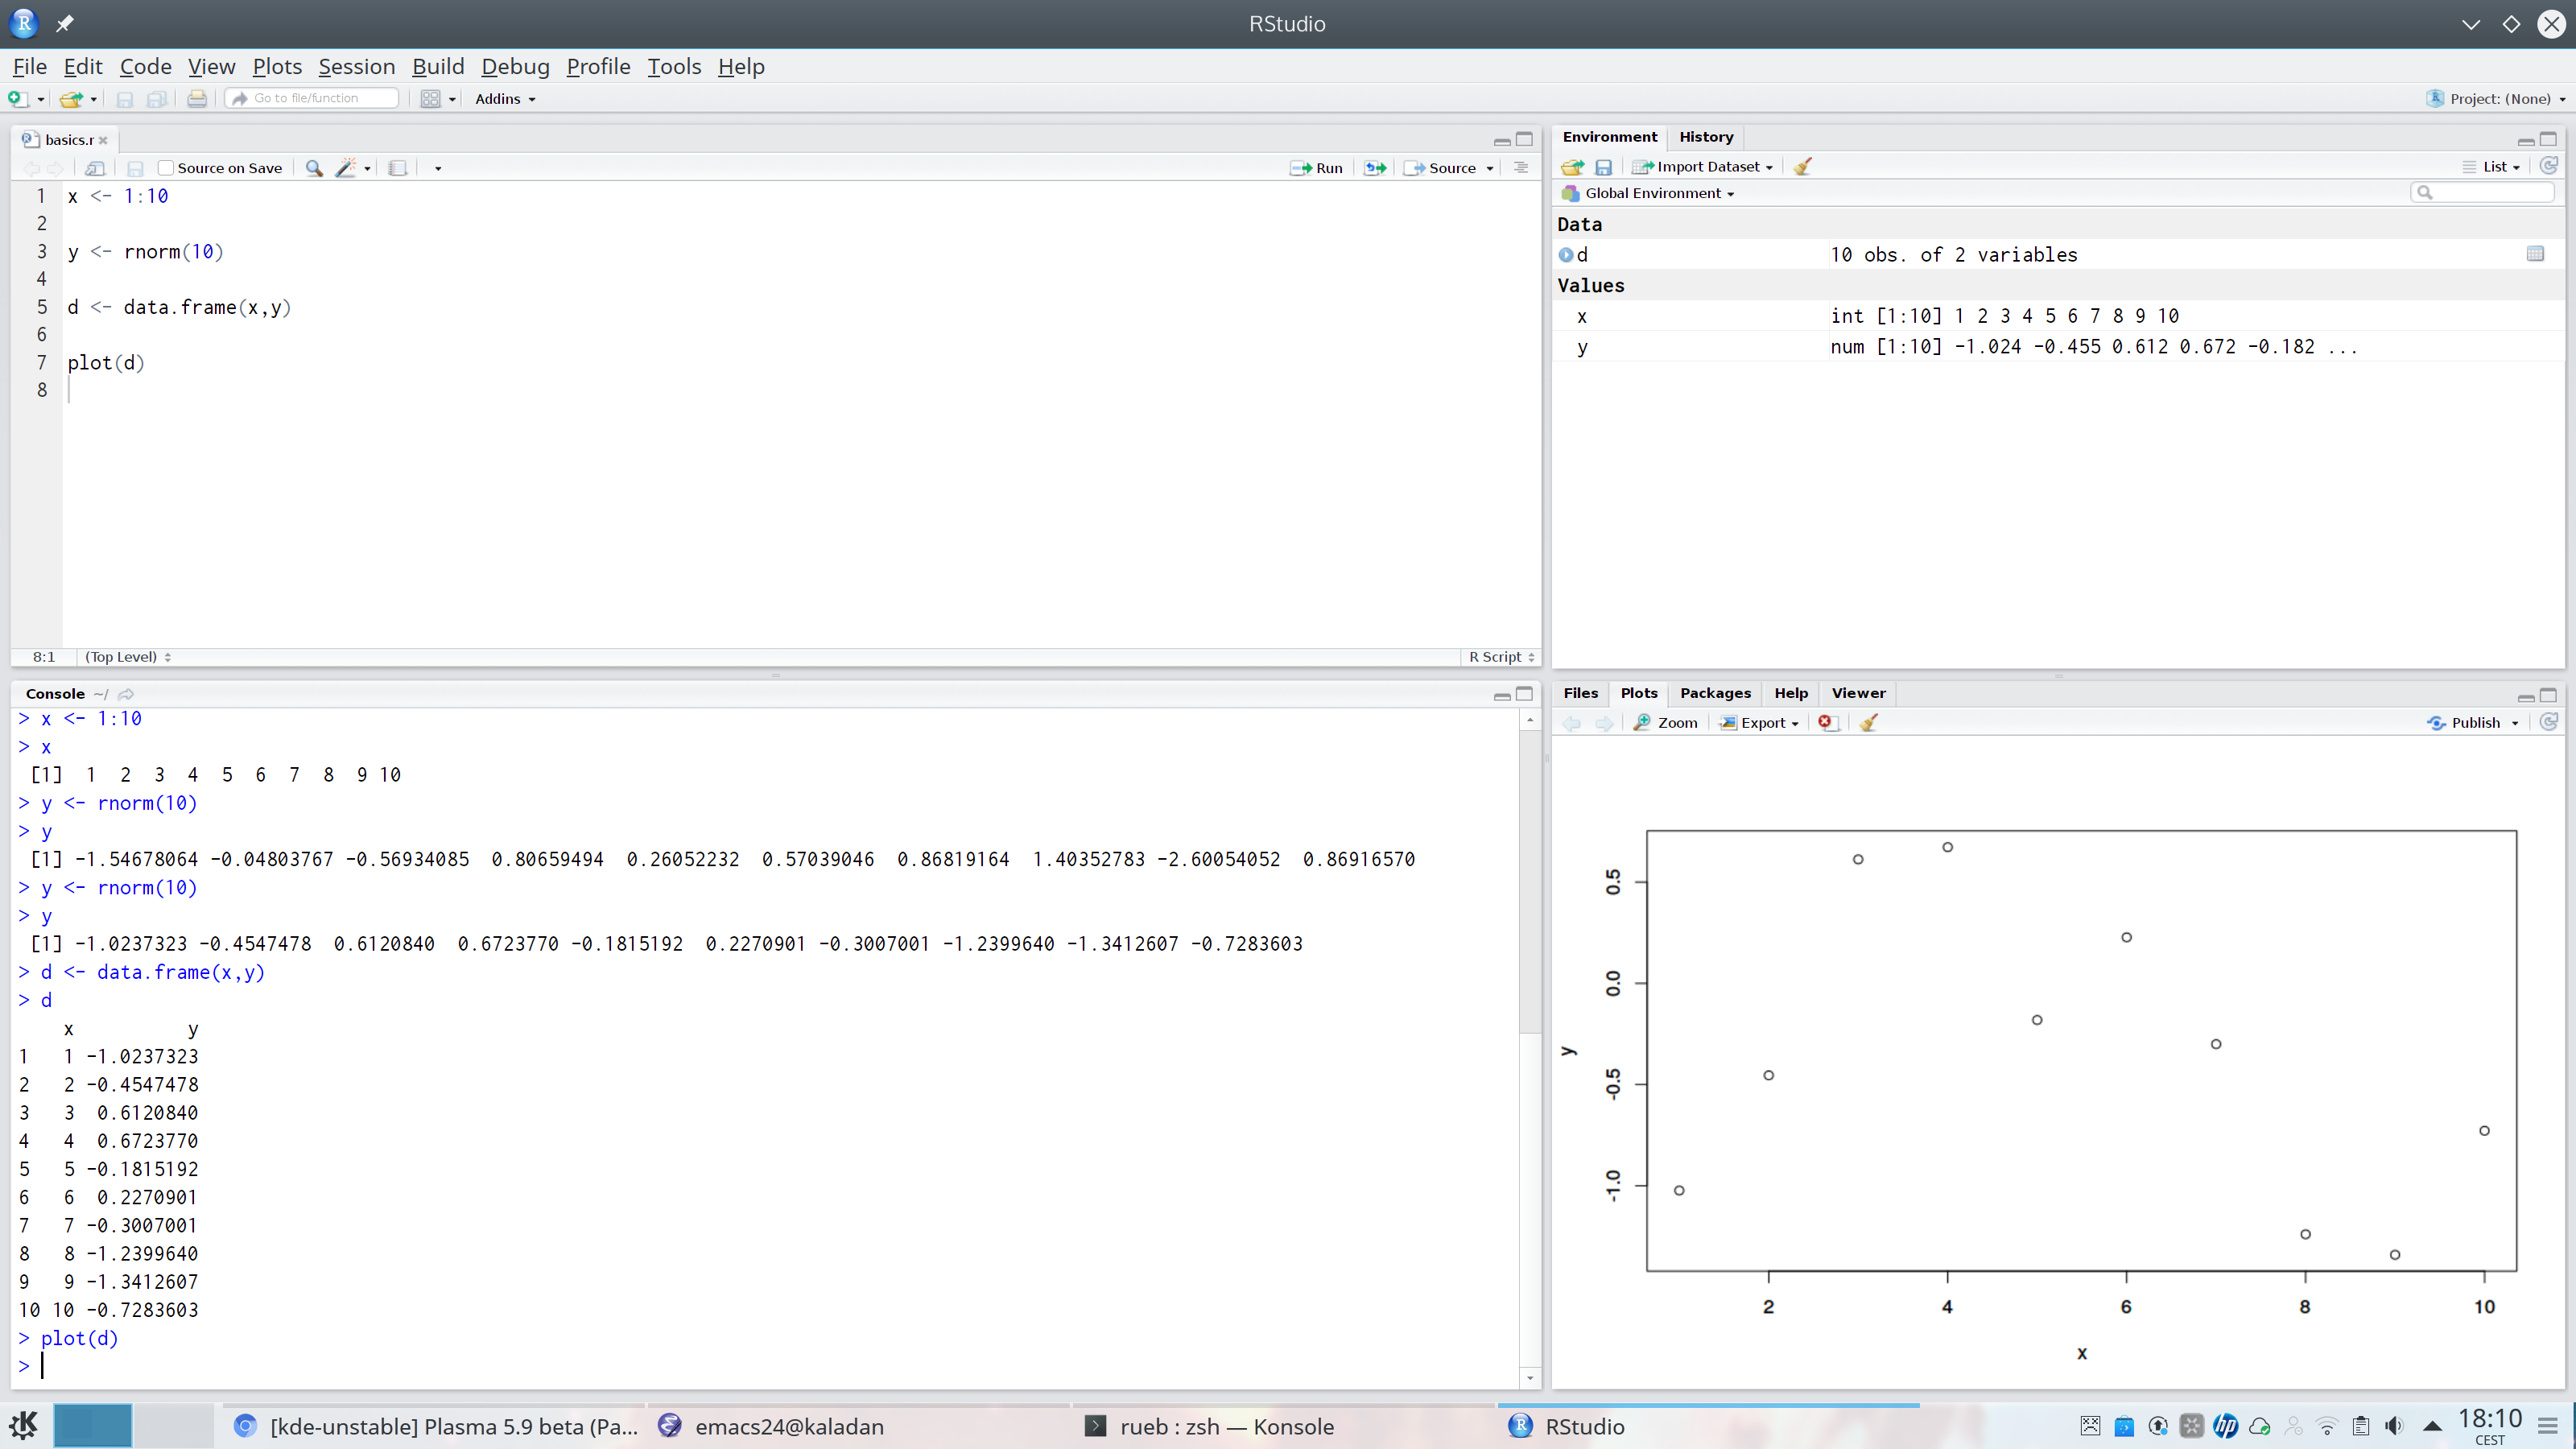 RStudio
File Edit Code View Plots Session Build Debug Profile Tools Help
Go to file/function Addins Project: (None)
basics.r
Source on Save Run Source
1 x <- 1:10
2
3 y <- rnorm(10)
4
5 d <- data.frame(x,y)
6
7 plot(d)
8
8:1 (Top Level) R Script
Console ~/
> x <- 1:10
> x
[1] 1 2 3 4 5 6 7 8 9 10
> y <- rnorm(10)
> y
[1] -1.54678064 -0.04803767 -0.56934085 0.80659494 0.26052232 0.57039046 0.86819164 1.40352783 -2.60054052 0.86916570
> y <- rnorm(10)
> y
[1] -1.0237323 -0.4547478 0.6120840 0.6723770 -0.1815192 0.2270901 -0.3007001 -1.2399640 -1.3412607 -0.7283603
> d <- data.frame(x,y)
> d
x y
1 1 -1.0237323
2 2 -0.4547478
3 3 0.6120840
4 4 0.6723770
5 5 -0.1815192
6 6 0.2270901
7 7 -0.3007001
8 8 -1.2399640
9 9 -1.3412607
10 10 -0.7283603
> plot(d)
>
Environment History
Import Dataset List
Global Environment
Data
d 10 obs. of 2 variables
Values
x int [1:10] 1 2 3 4 5 6 7 8 9 10
y num [1:10] -1.024 -0.455 0.612 0.672 -0.182 ...
Files Plots Packages Help Viewer
Zoom Export Publish
0.5
0.0
-0.5
-1.0
y
2 4 6 8 10
x
[kde-unstable] Plasma 5.9 beta (Pa... emacs24@kaladan rueb : zsh — Konsole RStudio hp 18:10
CEST